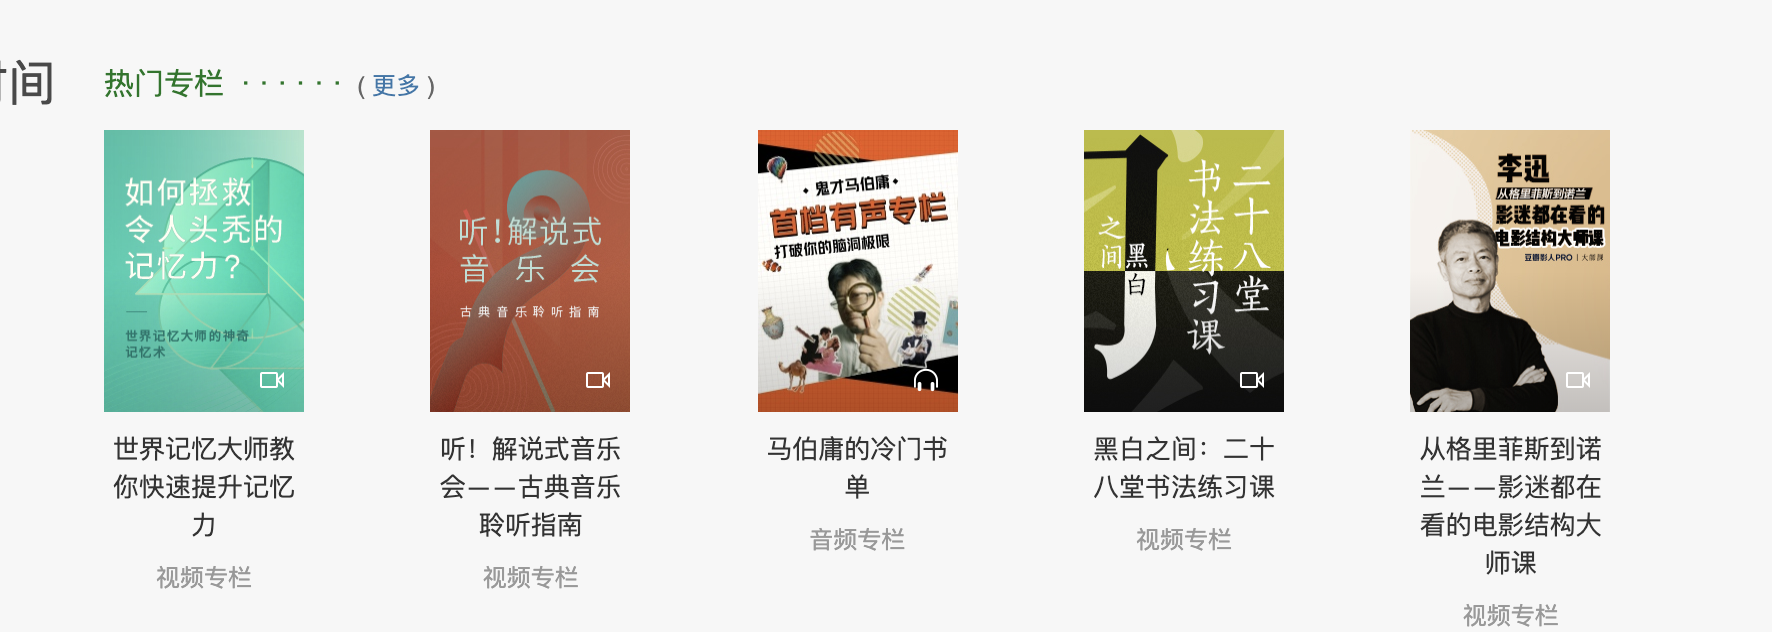 间
热门专栏 · · · · · · ( 更多 )
如何拯救
令人头秃的
记忆力?
世界记忆大师的神奇
记忆术
听!解说式
音乐会
古典音乐聆听指南
·鬼才马伯庸·
首档有声专栏
打破你的脑洞极限
二十八堂
书法练习课
黑白
之间
李迅
从格里菲斯到诺兰
影迷都在看的
电影结构大师课
豆瓣影人PRO | 大师课
世界记忆大师教
你快速提升记忆
力
视频专栏
听！解说式音乐
会——古典音乐
聆听指南
视频专栏
马伯庸的冷门书
单
音频专栏
黑白之间：二十
八堂书法练习课
视频专栏
从格里菲斯到诺
兰——影迷都在
看的电影结构大
师课
视频专栏